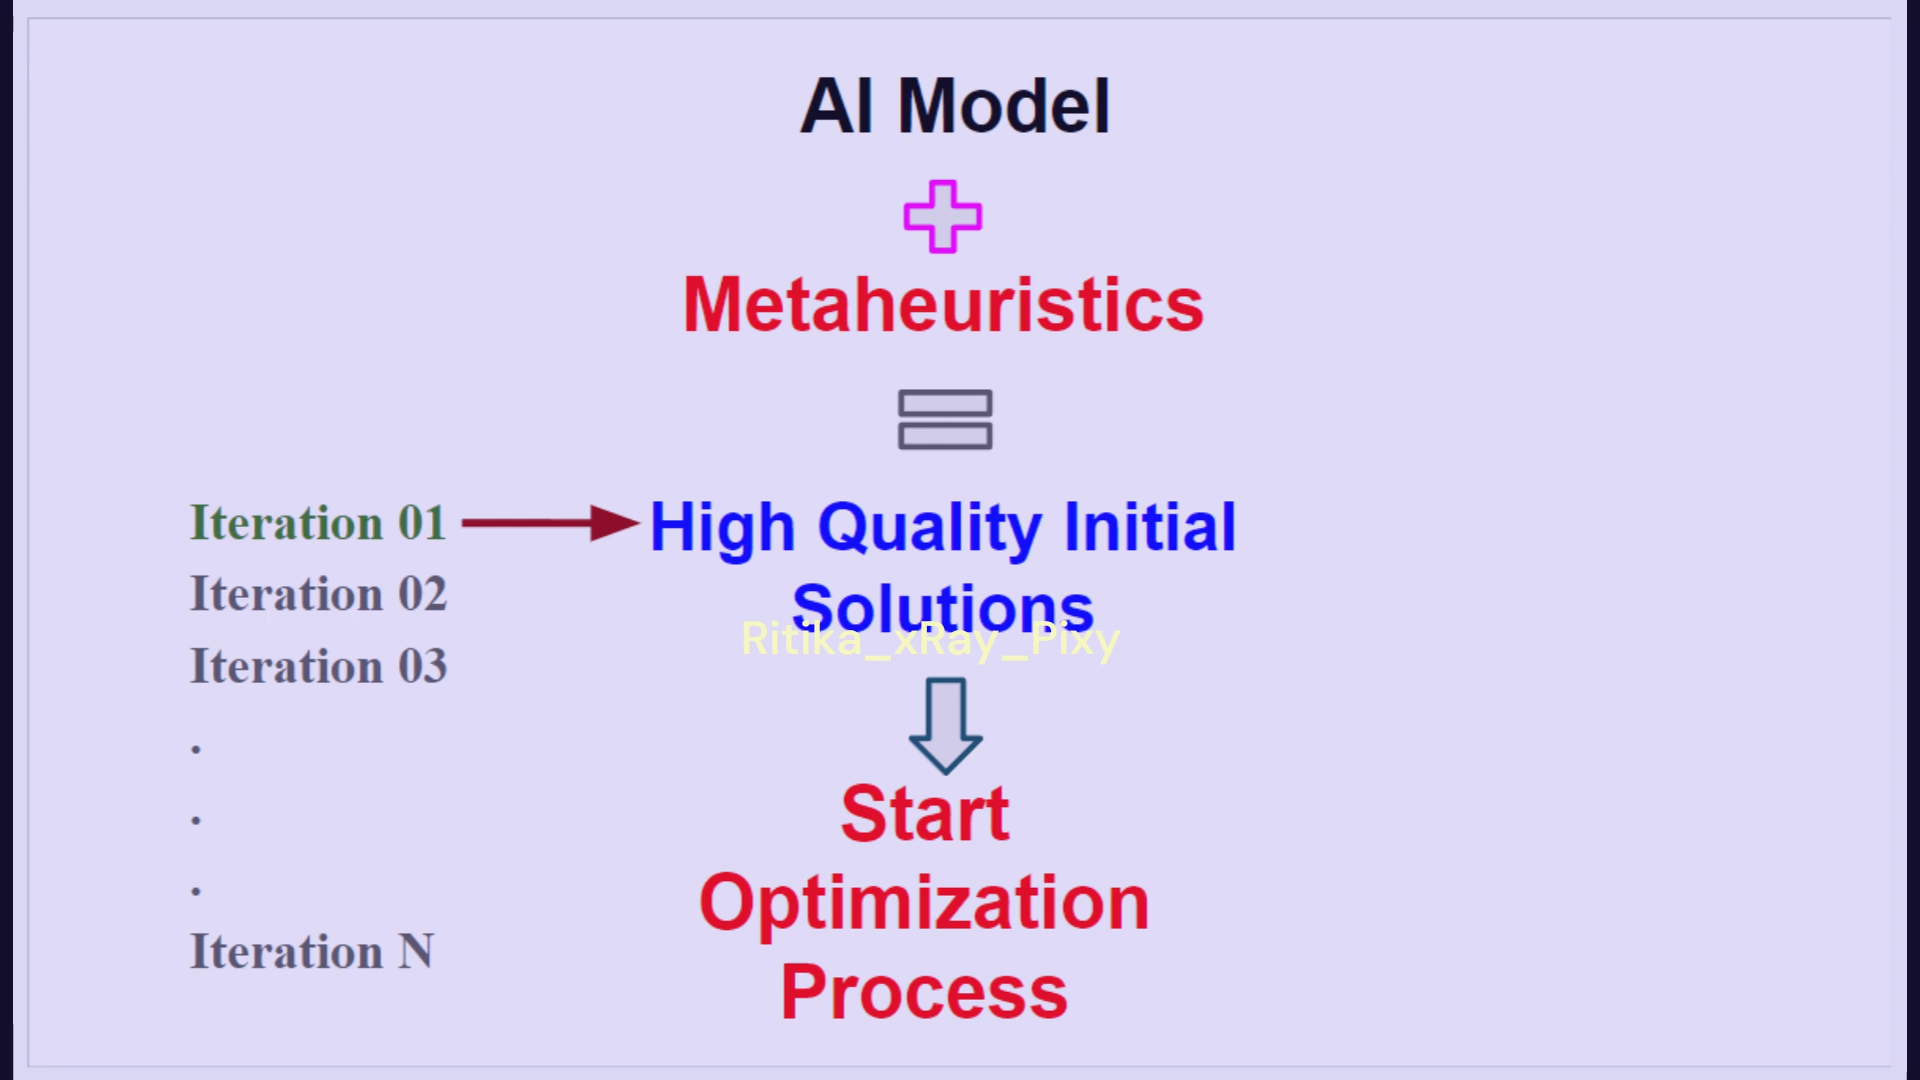 AI Model
Metaheuristics
Iteration 01
High Quality Initial
Solutions
Ritika_xRay_Pixy
Iteration 02
Iteration 03
.
.
.
Iteration N
Start
Optimization
Process